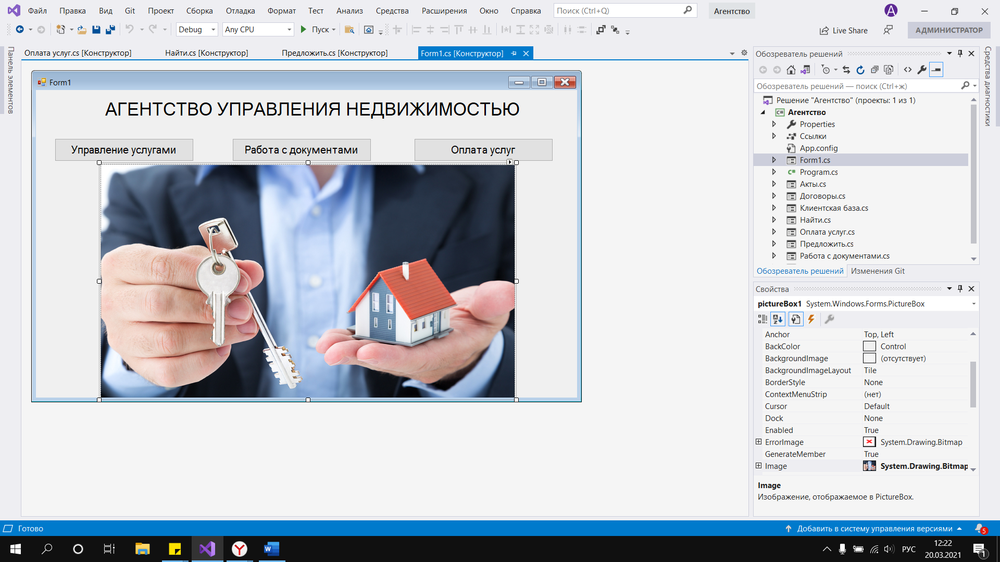 Файл Правка Вид Git Проект Сборка Отладка Формат Тест Анализ Средства Расширения Окно Справка Поиск (Ctrl+Q) Агентство A
Debug Any CPU Пуск Live Share АДМИНИСТРАТОР
Панель элементов
Оплата услуг.cs [Конструктор] Найти.cs [Конструктор] Предложить.cs [Конструктор] Form1.cs [Конструктор]
Form1
АГЕНТСТВО УПРАВЛЕНИЯ НЕДВИЖИМОСТЬЮ
Управление услугами Работа с документами Оплата услуг
Обозреватель решений
Обозреватель решений — поиск (Ctrl+ж)
Решение "Агентство" (проекты: 1 из 1)
C# Агентство
Properties
Ссылки
App.config
Form1.cs
C# Program.cs
Акты.cs
Договоры.cs
Клиентская база.cs
Найти.cs
Оплата услуг.cs
Предложить.cs
Работа с документами.cs
Обозреватель решений Изменения Git
Свойства
pictureBox1 System.Windows.Forms.PictureBox
Anchor Top, Left
BackColor Control
BackgroundImage (отсутствует)
BackgroundImageLayout Tile
BorderStyle None
ContextMenuStrip (нет)
Cursor Default
Dock None
Enabled True
ErrorImage System.Drawing.Bitmap
GenerateMember True
Image System.Drawing.Bitmap
Image
Изображение, отображаемое в PictureBox.
Средства диагностики
Готово Добавить в систему управления версиями 5
РУС 12:22
20.03.2021 1